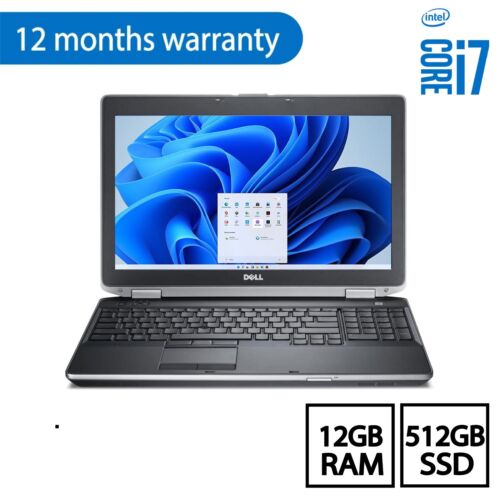 12 months warranty
intel
CORE i7
DELL
12GB
RAM
512GB
SSD